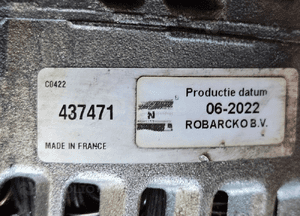 C0422
437471
MADE IN FRANCE
Productie datum
06-2022
ROBARCKO B.V.